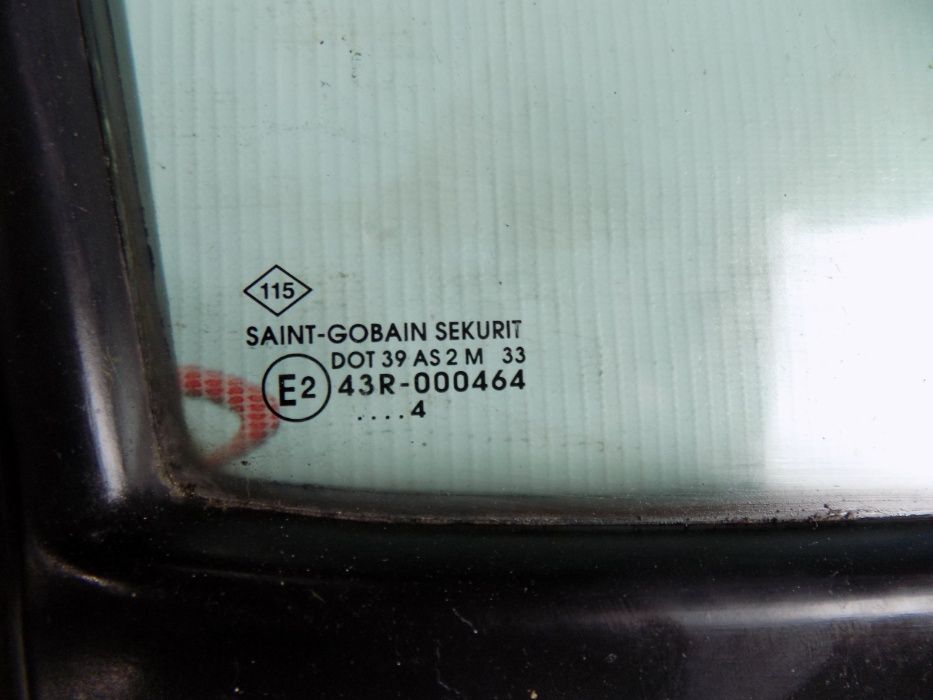 115
SAINT-GOBAIN SEKURIT
DOT 39 AS 2 M 33
E2 43R-000464
....4